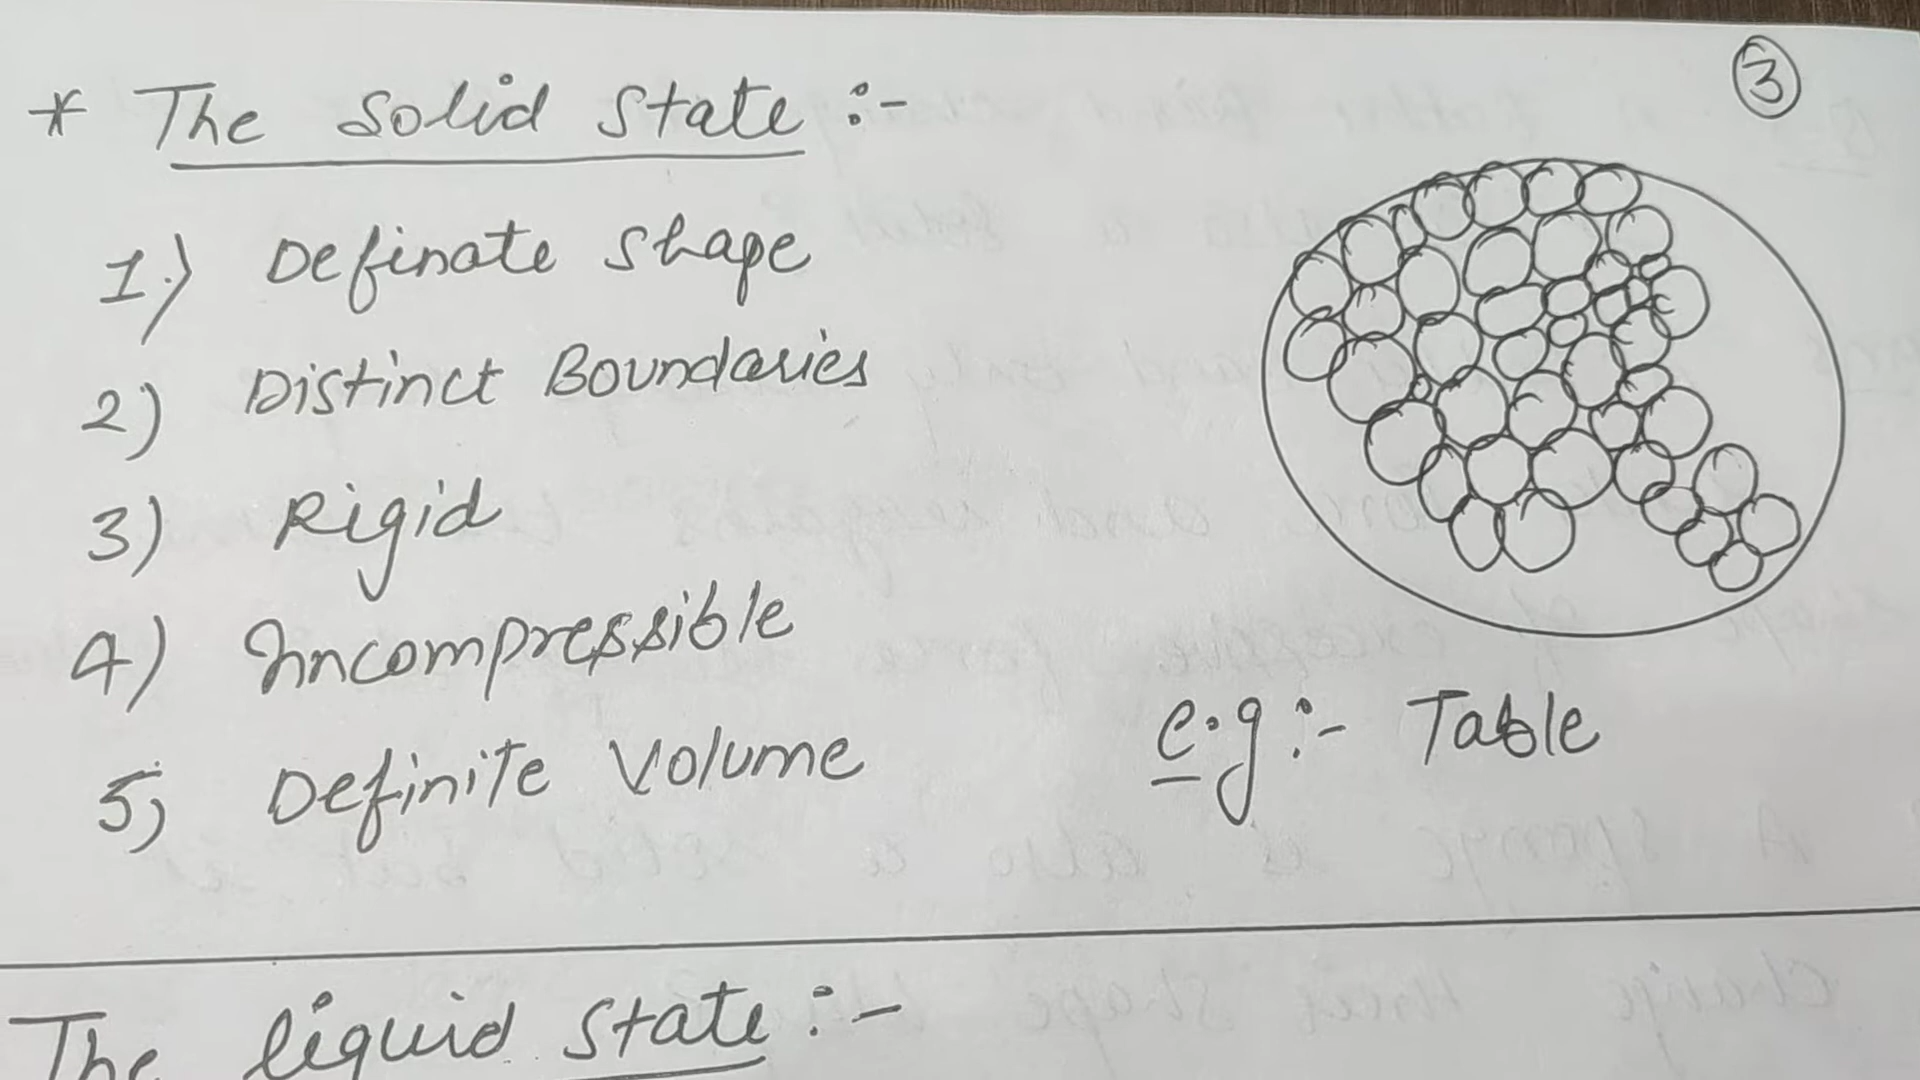 3
* The Solid State :-
1.) Definate Shape
2) Distinct Boundaries
3) Rigid
4) Incompressible
5) Definite Volume
e.g :- Table
The liquid State :-